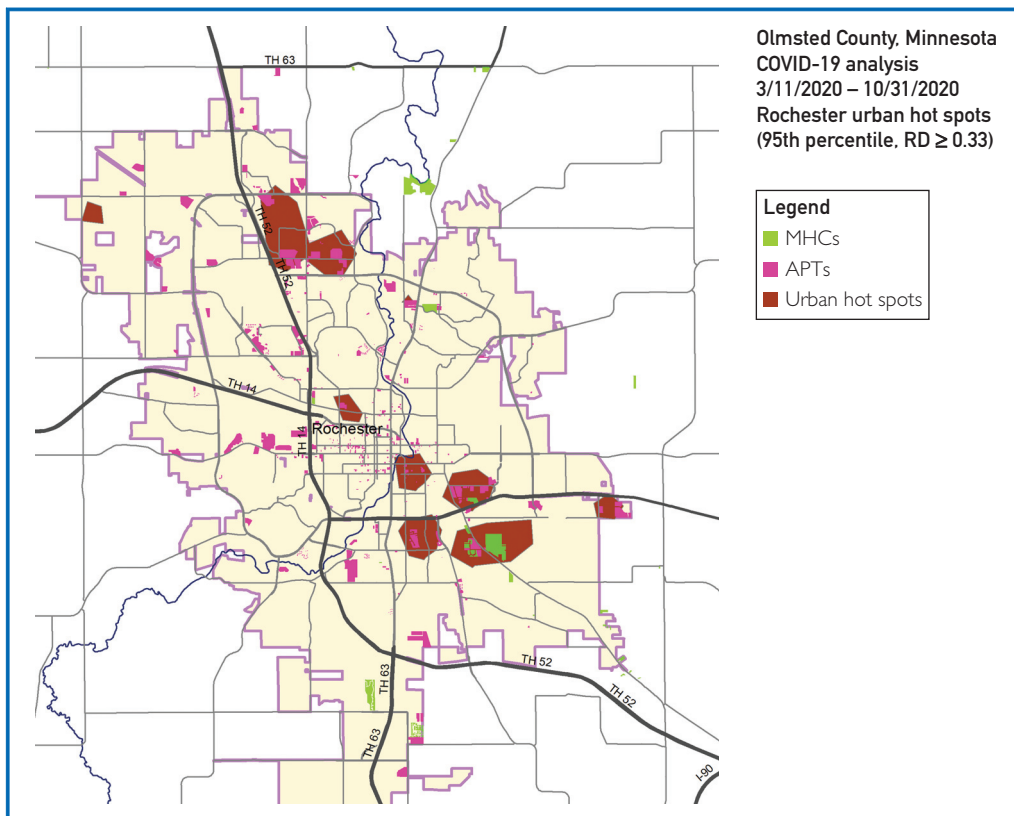 Olmsted County, Minnesota
COVID-19 analysis
3/11/2020 – 10/31/2020
Rochester urban hot spots
(95th percentile, RD ≥ 0.33)
Legend
MHCs
APTs
Urban hot spots
TH 63
TH 52
TH 52
TH 14
Rochester
TH 14
TH 52
TH 63
TH 52
TH 63
I-90